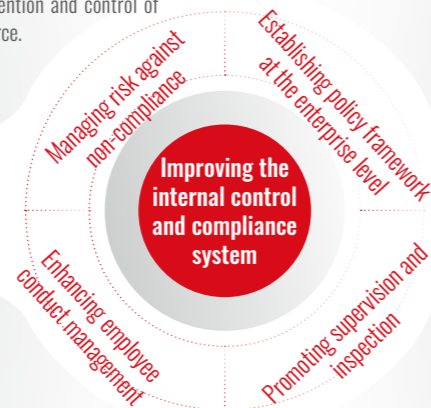 ention and control of
rce.
Managing risk against
non-compliance
Establishing policy framework
at the enterprise level
Improving the
internal control
and compliance
system
Enhancing employee
conduct management
Promoting supervision and
inspection